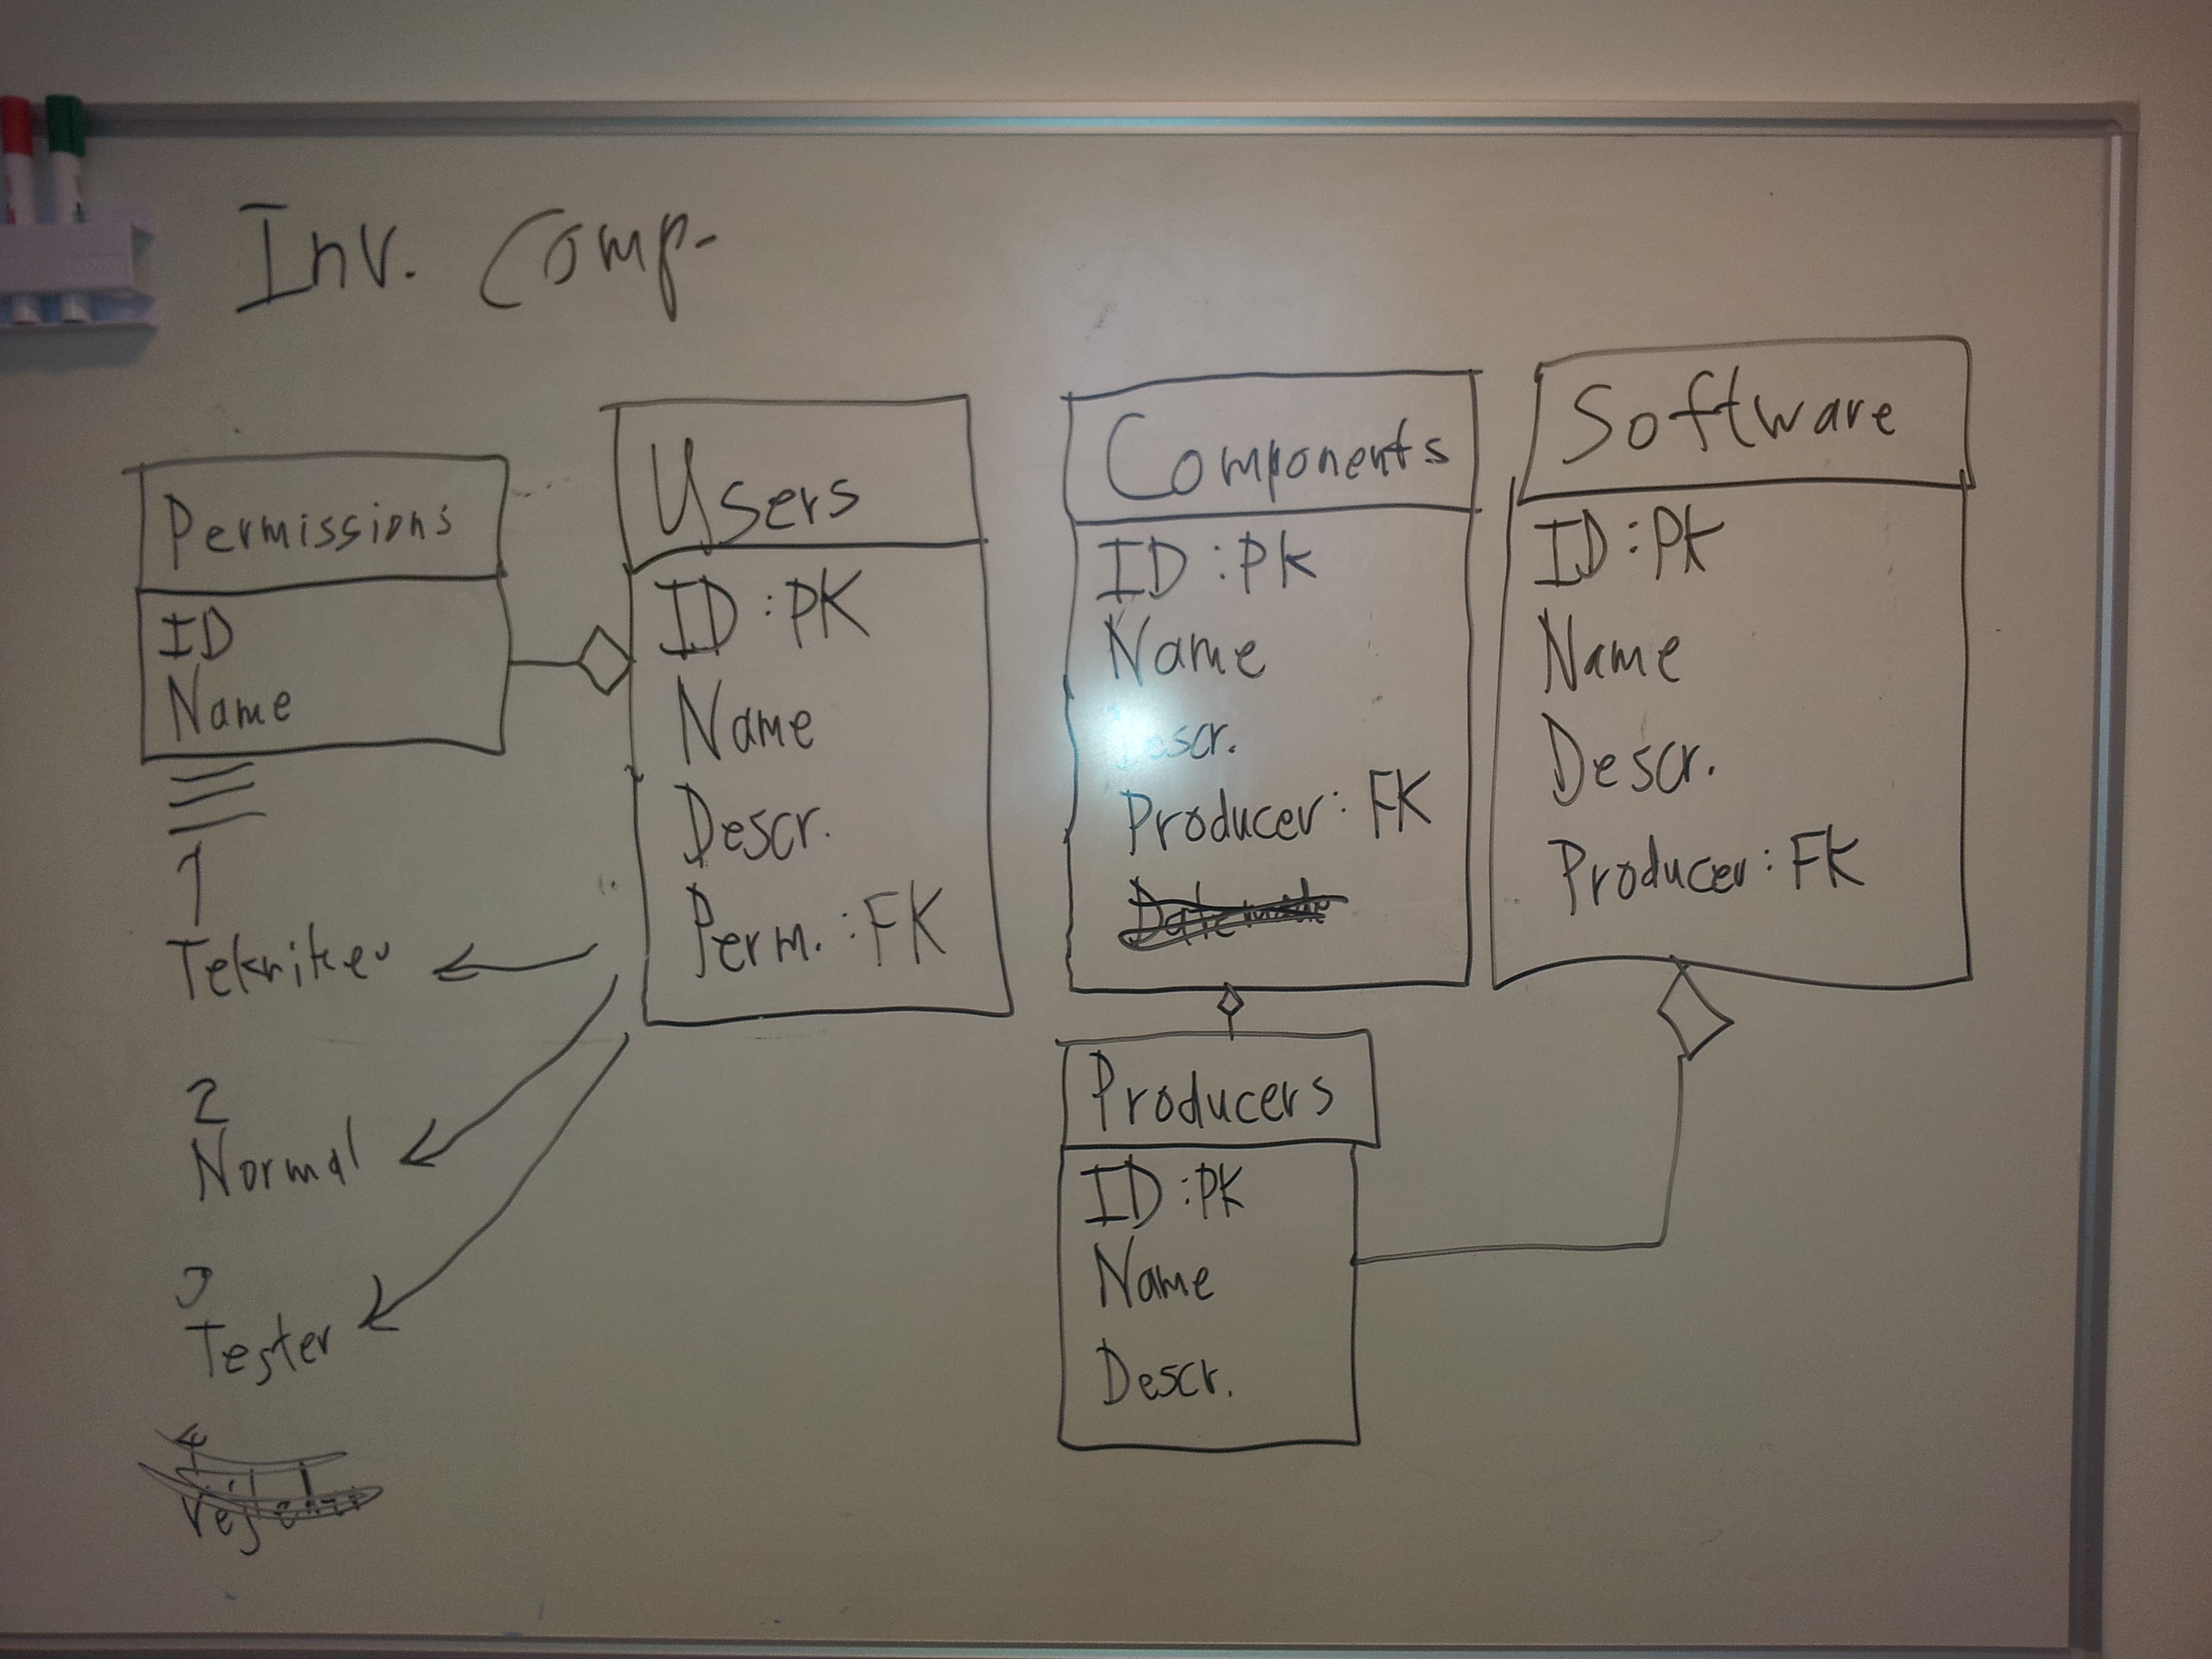 Inv. Comp.
Permissions
ID
Name
1
Tekniker
2
Normal
3
Tester
4
Users
ID : PK
Name
Descr.
Perm. : FK
Components
ID : PK
Name
Descr.
Producer : FK
Date made
Software
ID : PK
Name
Descr.
Producer : FK
Producers
ID : PK
Name
Descr.